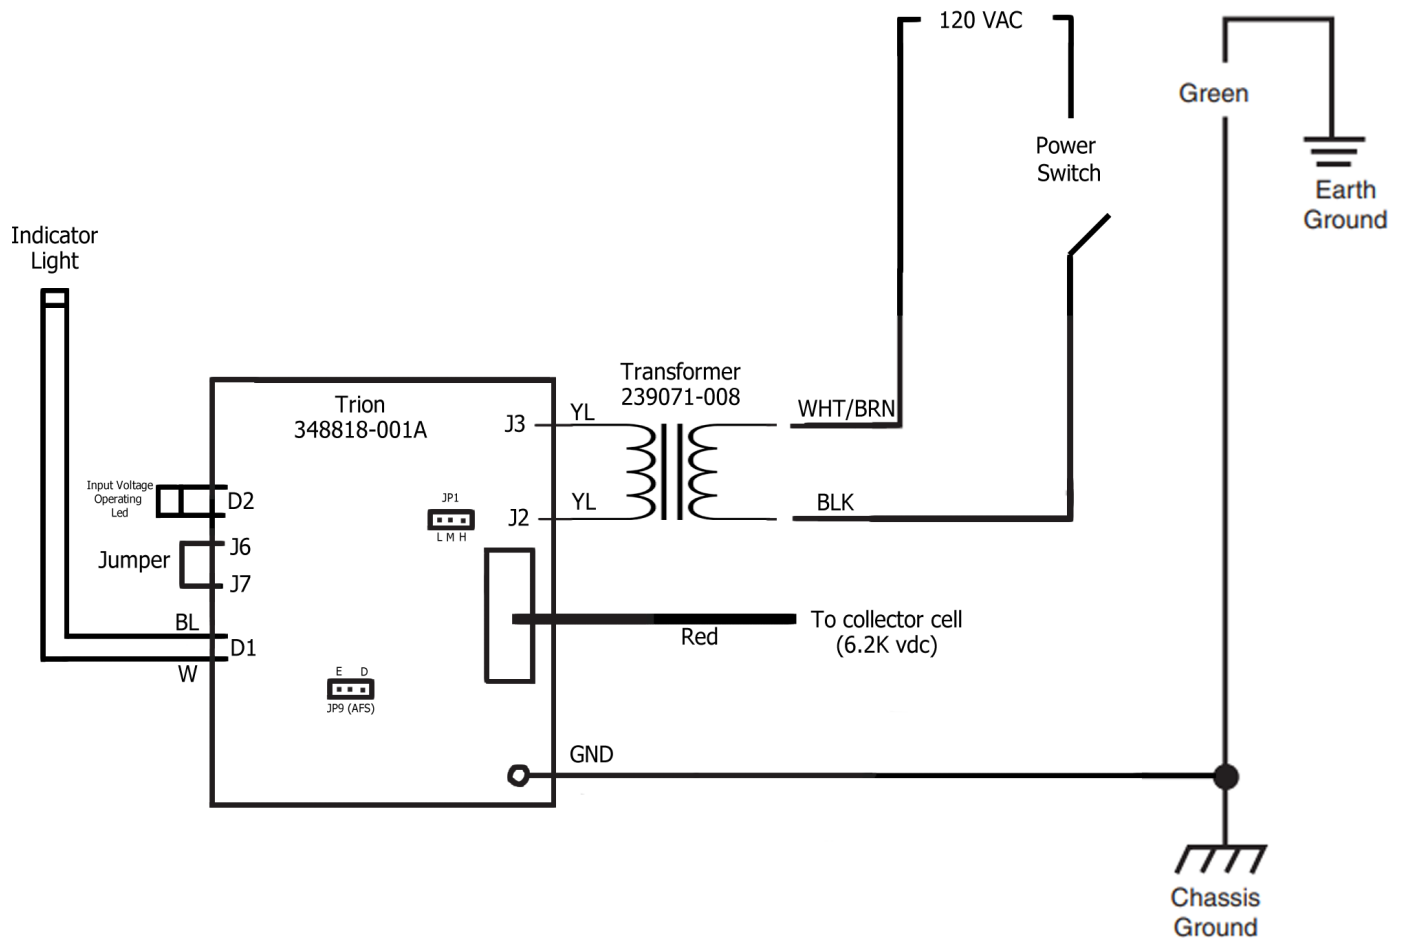 120 VAC
Green
Power
Switch
Earth
Ground
Indicator
Light
Transformer
239071-008
Trion
348818-001A
J3
YL
WHT/BRN
Input Voltage
Operating
Led
D2
JP1
L M H
J2
YL
BLK
Jumper
J6
J7
BL
D1
W
To collector cell
(6.2K vdc)
Red
E D
JP9 (AFS)
GND
Chassis
Ground